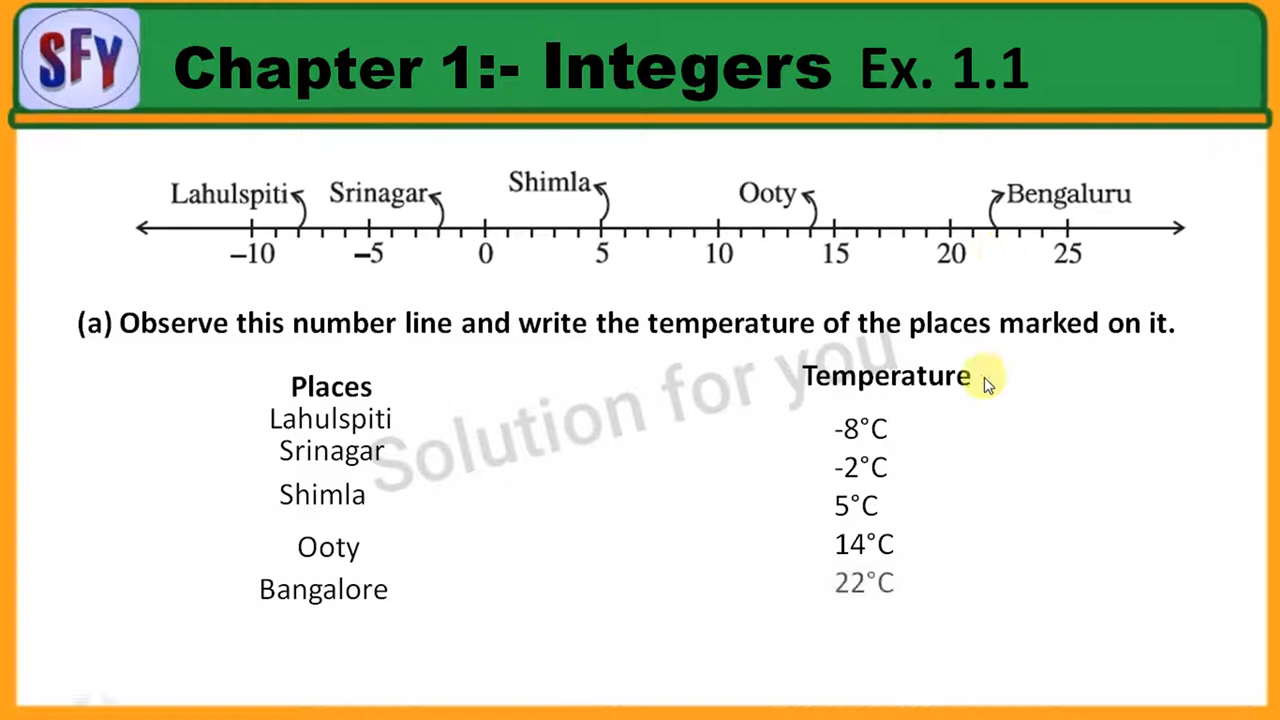 SFY
Chapter 1:- Integers Ex. 1.1
Lahulspiti Srinagar Shimla Ooty Bengaluru
–10 –5 0 5 10 15 20 25
(a) Observe this number line and write the temperature of the places marked on it.
Solution for you
Places Temperature
Lahulspiti -8°C
Srinagar -2°C
Shimla 5°C
Ooty 14°C
Bangalore 22°C